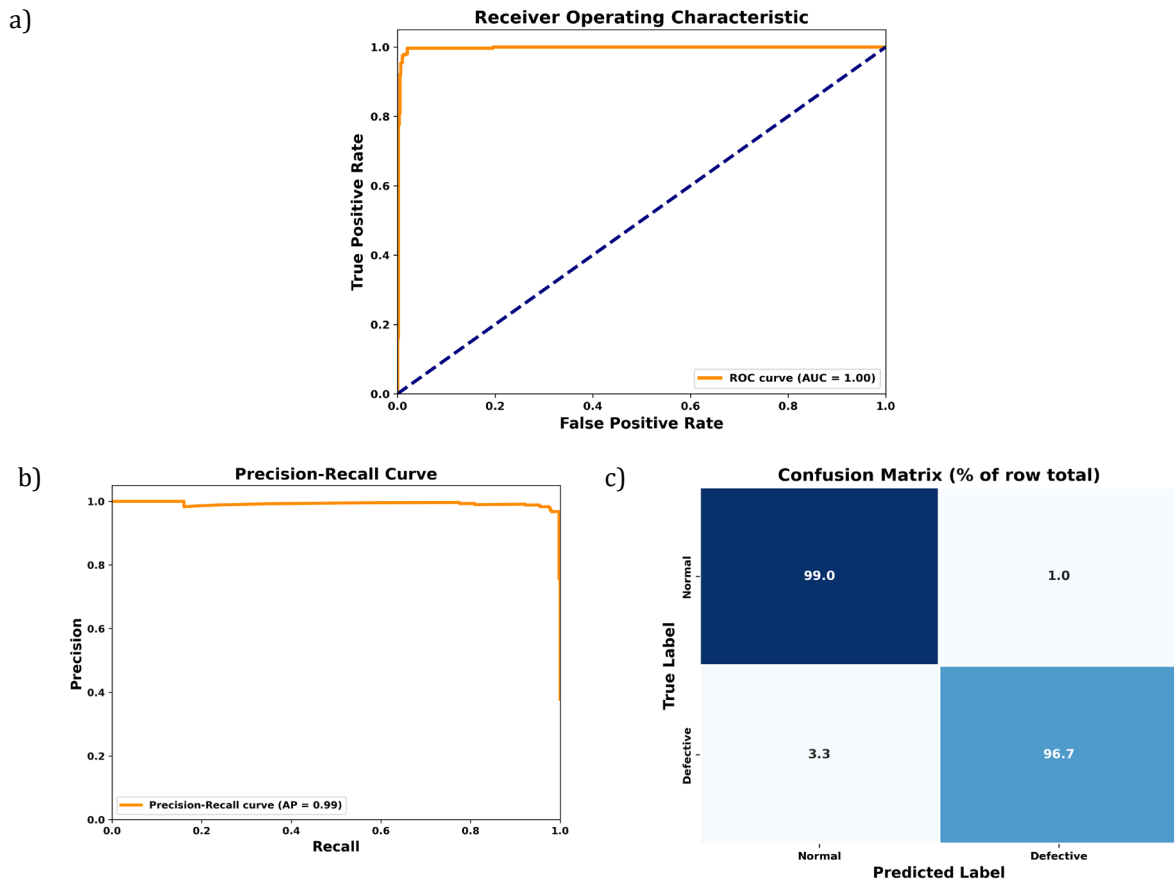 a)
Receiver Operating Characteristic
1.0
0.8
0.6
0.4
0.2
0.0
True Positive Rate
ROC curve (AUC = 1.00)
0.0 0.2 0.4 0.6 0.8 1.0
False Positive Rate
b)
Precision-Recall Curve
1.0
0.8
0.6
0.4
0.2
0.0
Precision
Precision-Recall curve (AP = 0.99)
0.0 0.2 0.4 0.6 0.8 1.0
Recall
c)
Confusion Matrix (% of row total)
True Label
Normal
99.0 1.0
Defective
3.3 96.7
Normal Defective
Predicted Label